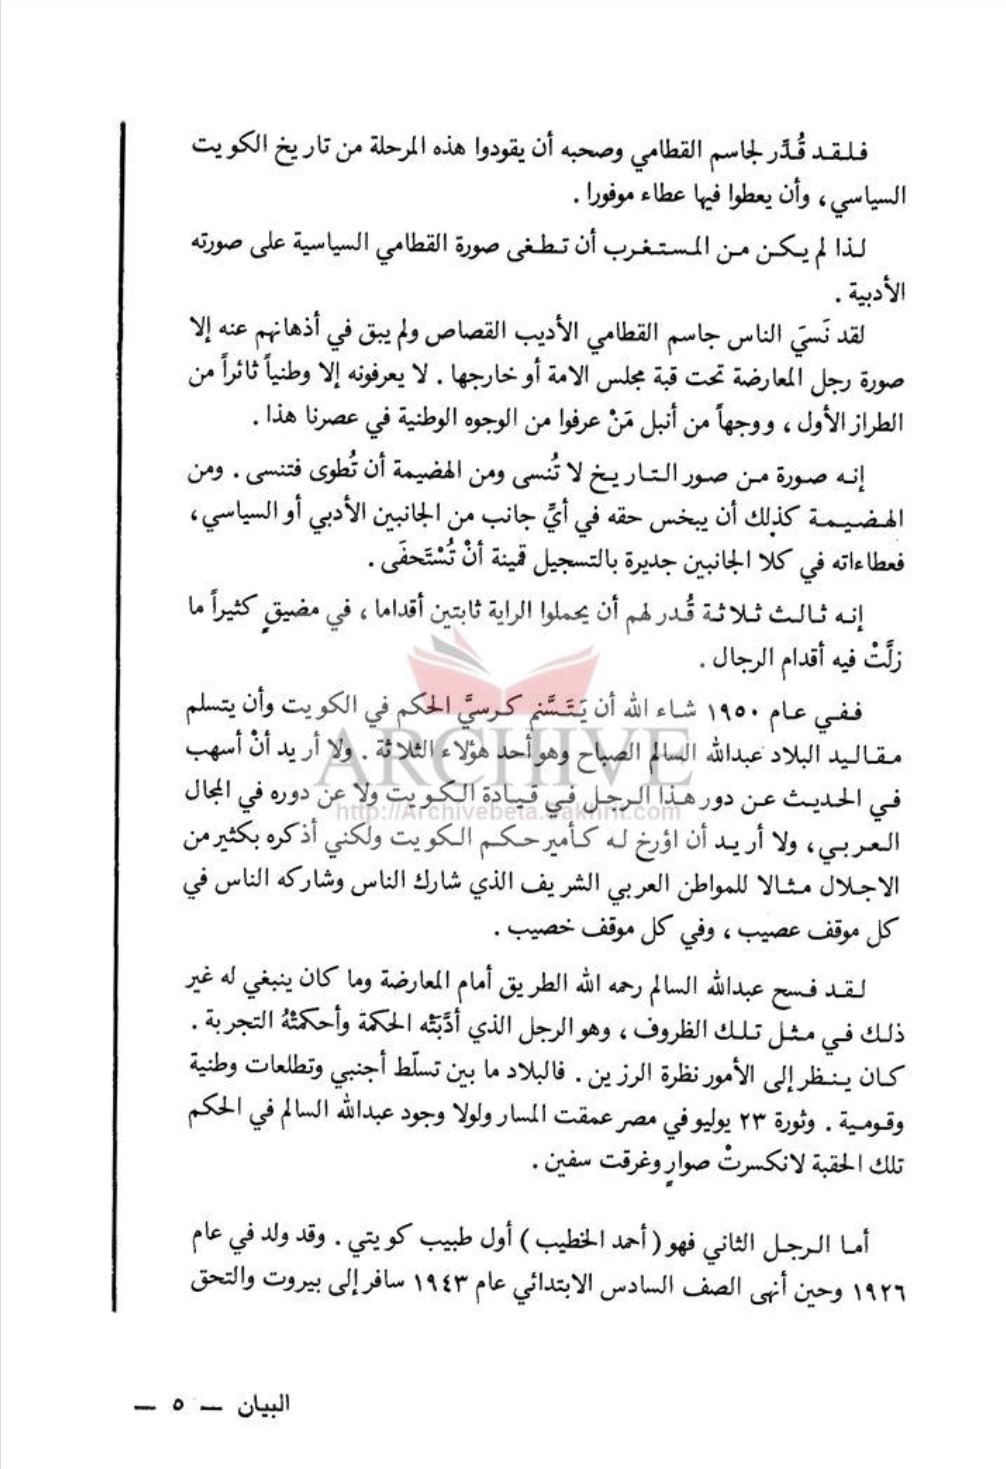 فلقد قُدِّر لجاسم القطامي وصحبه أن يقودوا هذه المرحلة من تاريخ الكويت
السياسي ، وأن يعطوا فيها عطاء موفورا .
لذا لم يكن من المستغرب أن تطغى صورة القطامي السياسية على صورته
الأدبية .
لقد نَسيَ الناس جاسم القطامي الأديب القصاص ولم يبق في أذهانهم عنه إلا
صورة رجل المعارضة تحت قبة مجلس الامة أو خارجها . لا يعرفونه إلا وطنياً ثائراً من
الطراز الأول ، ووجهاً من أنبل مَنْ عرفوا من الوجوه الوطنية في عصرنا هذا .
إنه صورة من صور التاريخ لا تُنسى ومن الهضيمة أن تُطوى فتنسى . ومن
الهضيمة كذلك أن يبخس حقه في أيِّ جانب من الجانبين الأدبي أو السياسي ،
فعطاءاته في كلا الجانبين جديرة بالتسجيل قمينة أنْ تُسْتَحفَى .
إنه ثالث ثلاثة قُدر لهم أن يحملوا الراية ثابتين أقداما ، في مضيقٍ كثيراً ما
زلَّتْ فيه أقدام الرجال .
ففي عام ١٩٥٠ شاء الله أن يَتَسَّنم كرسيَّ الحكم في الكويت وأن يتسلم
مقاليد البلاد عبدالله السالم الصباح وهو أحد هؤلاء الثلاثة . ولا أريد أنْ أسهب
في الحديث عن دور هذا الرجل في قيادة الكويت ولا عن دوره في المجال
العربي ، ولا أريد أن اؤرخ له كأمير حكم الكويت ولكني أذكره بكثير من
الاجلال مثالا للمواطن العربي الشريف الذي شارك الناس وشاركه الناس في
كل موقف عصيب ، وفي كل موقف خصيب .
لقد فسح عبدالله السالم رحمه الله الطريق أمام المعارضة وما كان ينبغي له غير
ذلك في مثل تلك الظروف ، وهو الرجل الذي أدَّبَتْه الحكمة وأحكمتْهُ التجربة .
كان ينظر إلى الأمور نظرة الرزين . فالبلاد ما بين تسلّط أجنبي وتطلعات وطنية
وقومية . وثورة ٢٣ يوليو في مصر عمقت المسار ولولا وجود عبدالله السالم في الحكم
تلك الحقبة لانكسرتْ صوارٍ وغرقت سفين .
أما الرجل الثاني فهو ( أحمد الخطيب ) أول طبيب كويتي . وقد ولد في عام
١٩٢٦ وحين أنهى الصف السادس الابتدائي عام ١٩٤٣ سافر إلى بيروت والتحق
البيان — ٥ —
ARCHIVE
http://Archivebeta.Sakhrit.com